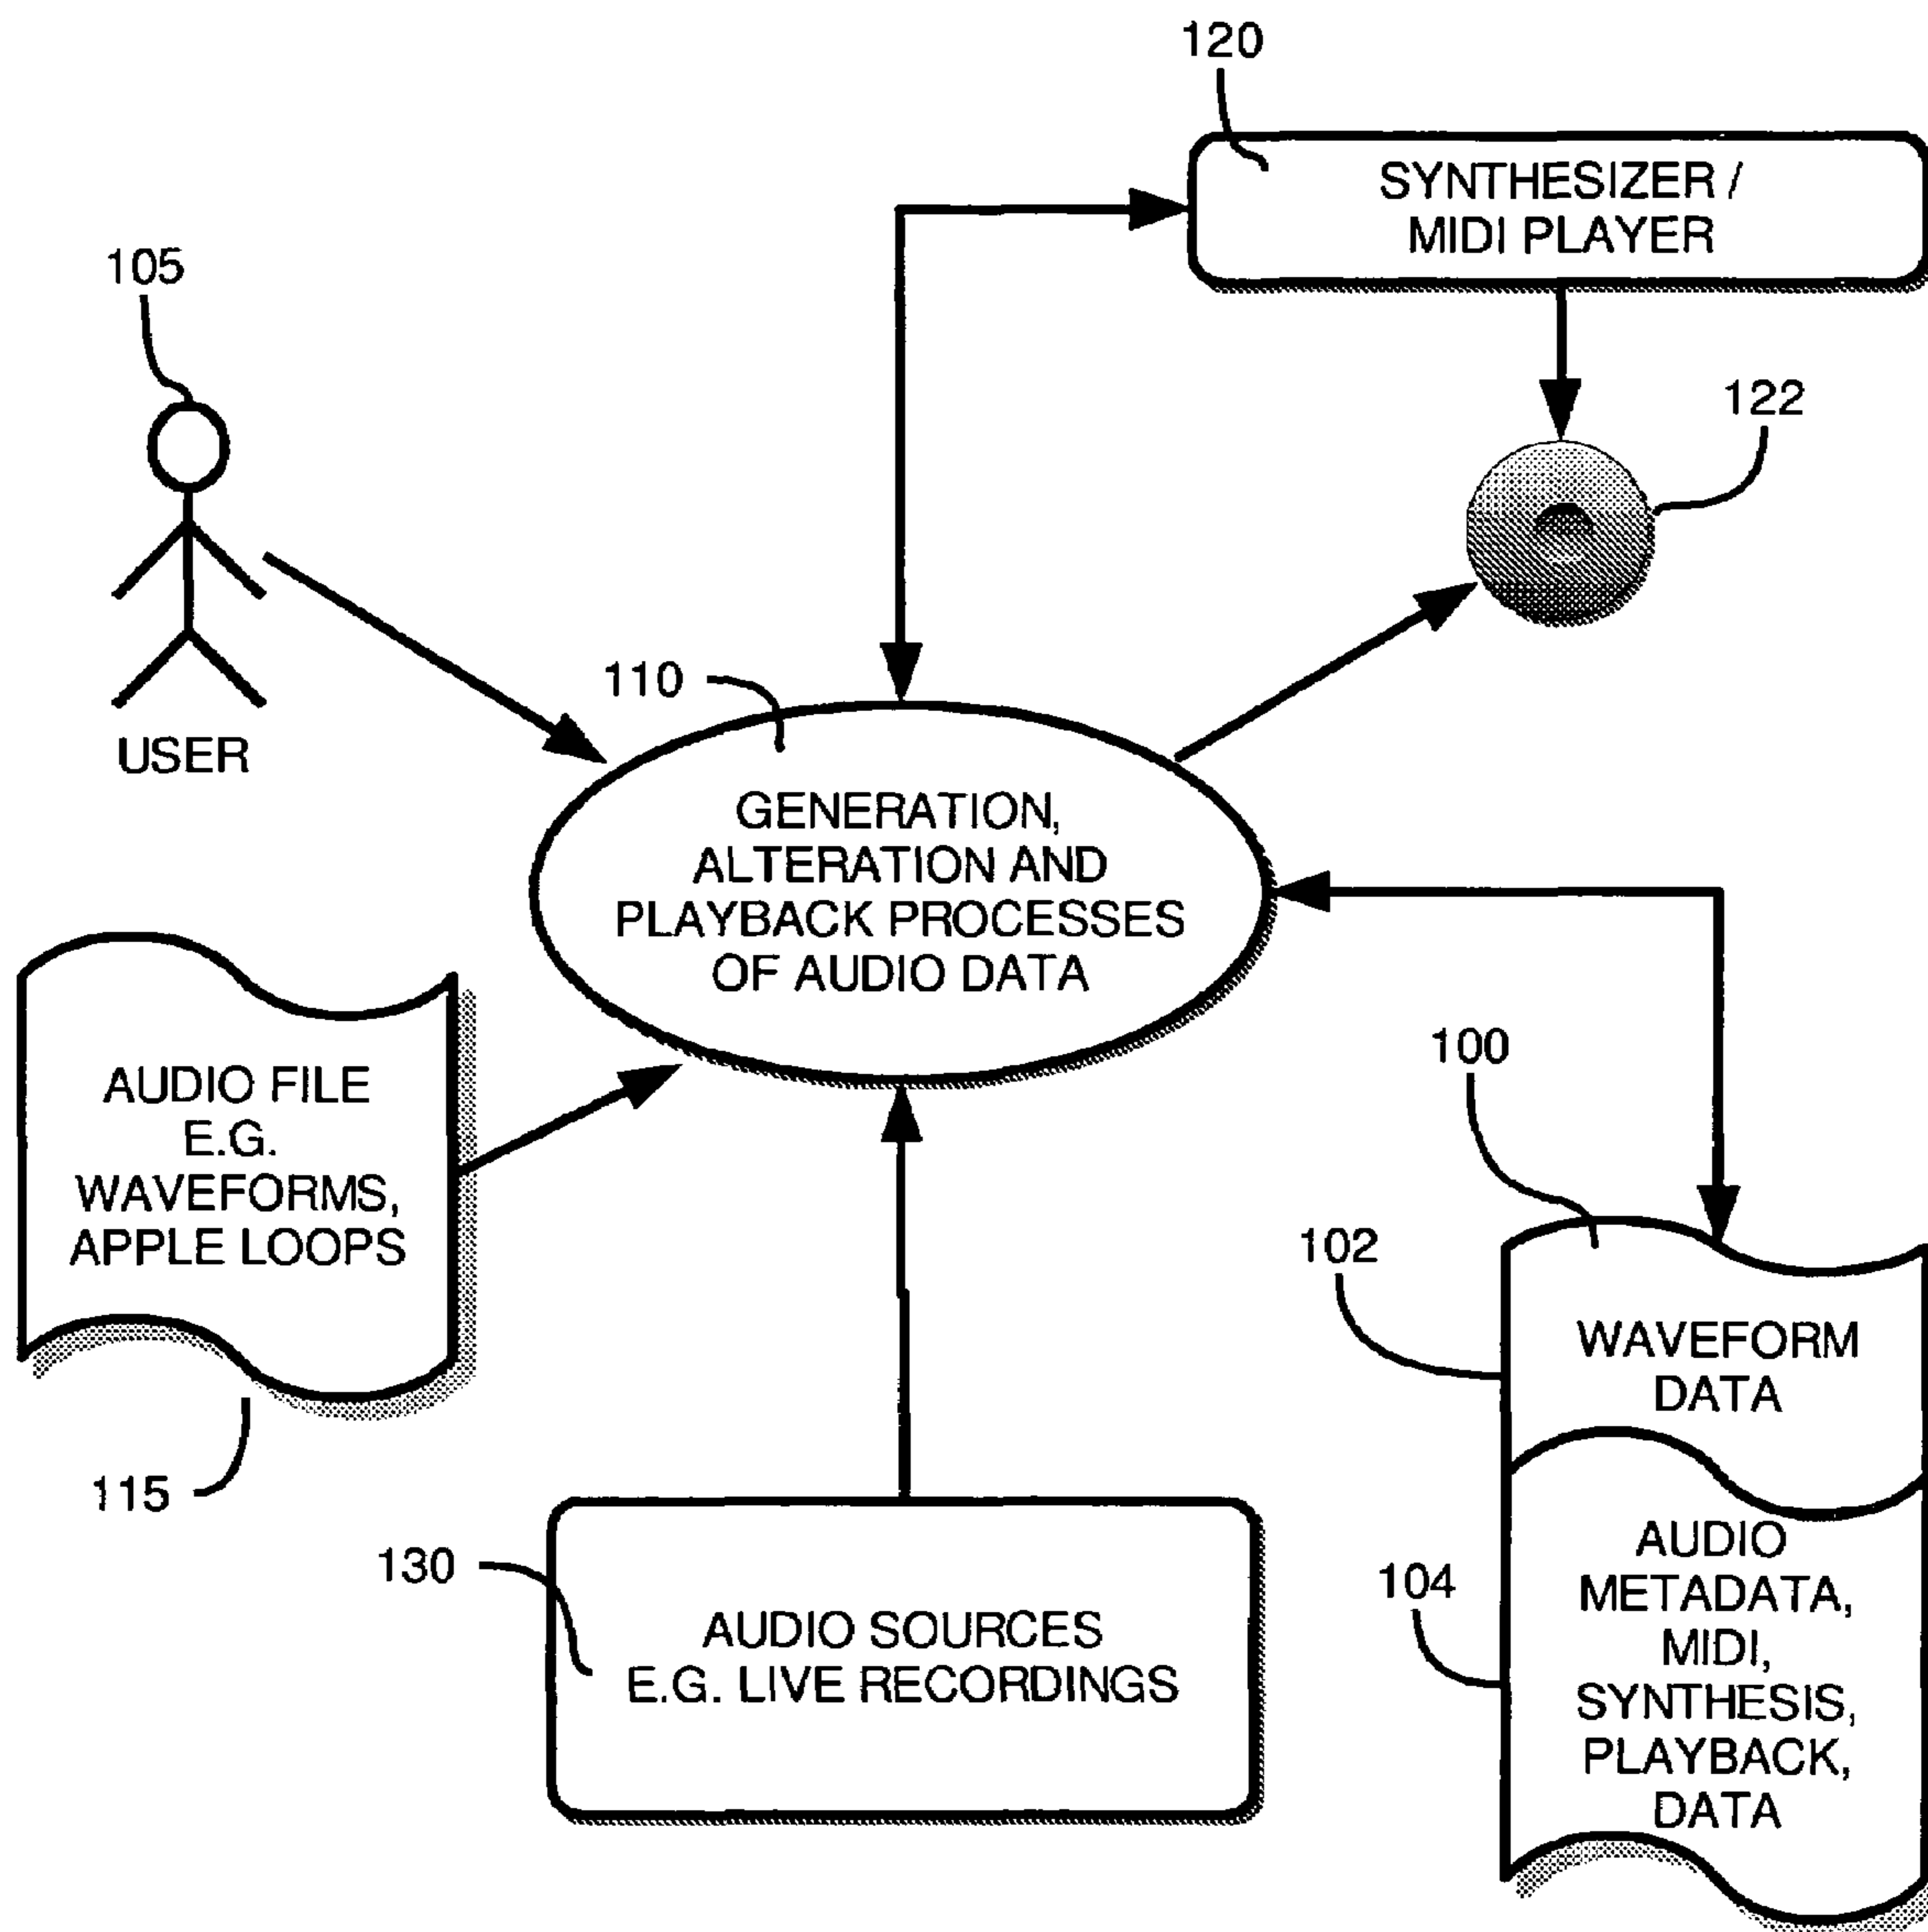 120
SYNTHESIZER /
MIDI PLAYER
105
122
USER
110
GENERATION,
ALTERATION AND
PLAYBACK PROCESSES
OF AUDIO DATA
AUDIO FILE
E.G.
WAVEFORMS,
APPLE LOOPS
115
100
102
WAVEFORM
DATA
130
AUDIO SOURCES
E.G. LIVE RECORDINGS
104
AUDIO
METADATA,
MIDI,
SYNTHESIS,
PLAYBACK,
DATA